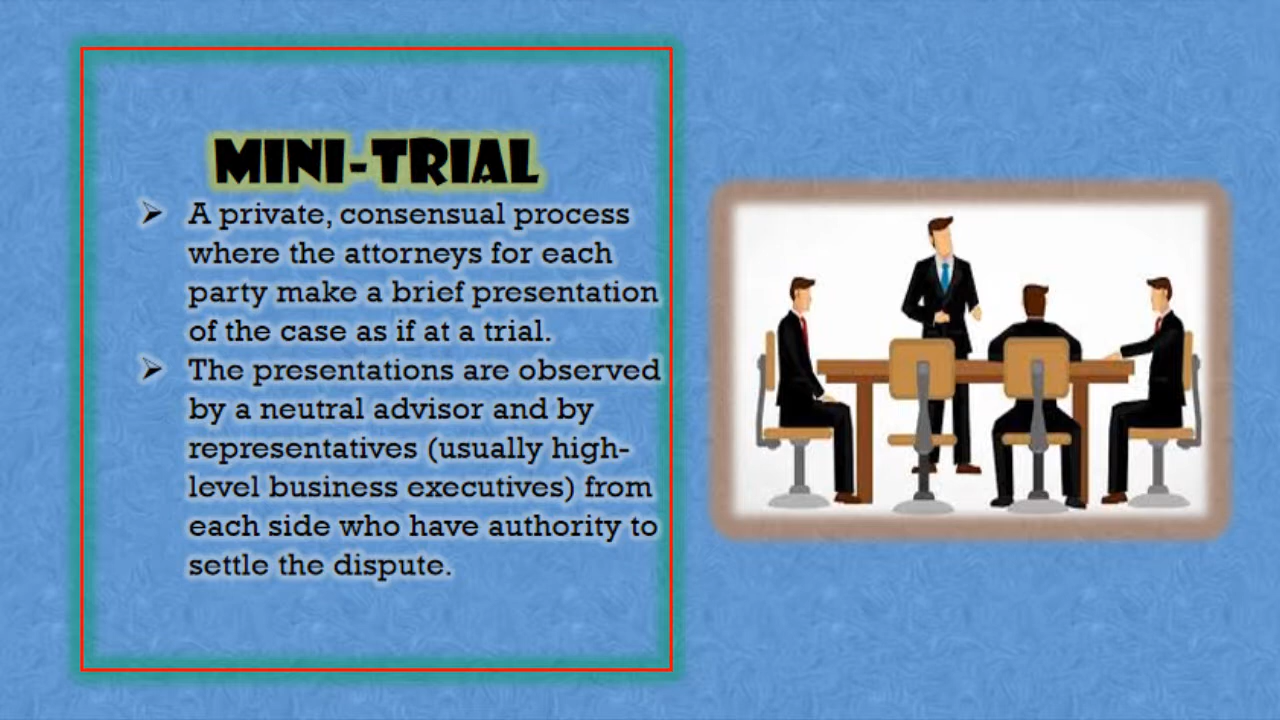 MINI-TRIAL
➢ A private, consensual process
where the attorneys for each
party make a brief presentation
of the case as if at a trial.
➢ The presentations are observed
by a neutral advisor and by
representatives (usually high-
level business executives) from
each side who have authority to
settle the dispute.